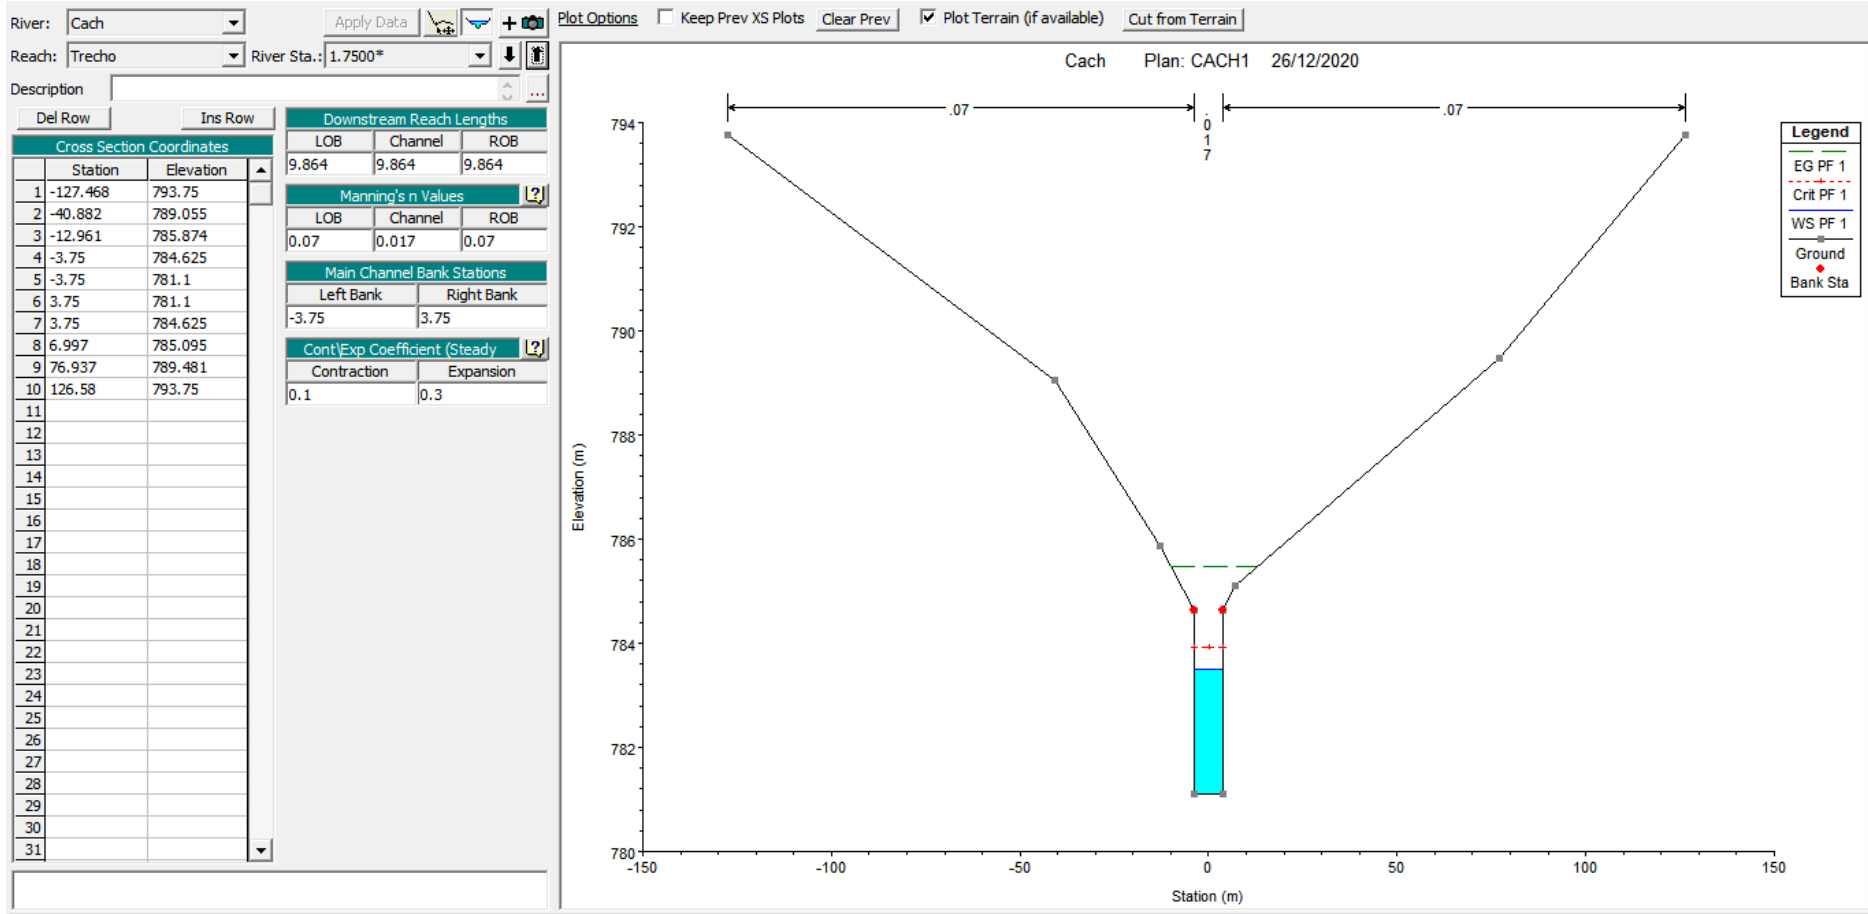 River: Cach Apply Data
Reach: Trecho River Sta.: 1.7500*
Description ...
Del Row Ins Row
Cross Section Coordinates
Station Elevation
1 -127.468 793.75
2 -40.882 789.055
3 -12.961 785.874
4 -3.75 784.625
5 -3.75 781.1
6 3.75 781.1
7 3.75 784.625
8 6.997 785.095
9 76.937 789.481
10 126.58 793.75
11
12
13
14
15
16
17
18
19
20
21
22
23
24
25
26
27
28
29
30
31
Downstream Reach Lengths
LOB Channel ROB
9.864 9.864 9.864
Manning's n Values
LOB Channel ROB
0.07 0.017 0.07
Main Channel Bank Stations
Left Bank Right Bank
-3.75 3.75
Cont\Exp Coefficient (Steady
Contraction Expansion
0.1 0.3
Plot Options Keep Prev XS Plots Clear Prev Plot Terrain (if available) Cut from Terrain
Cach Plan: CACH1 26/12/2020
.07 .017 .07
Legend
EG PF 1
Crit PF 1
WS PF 1
Ground
Bank Sta
Elevation (m)
794
792
790
788
786
784
782
780
-150 -100 -50 0 50 100 150
Station (m)